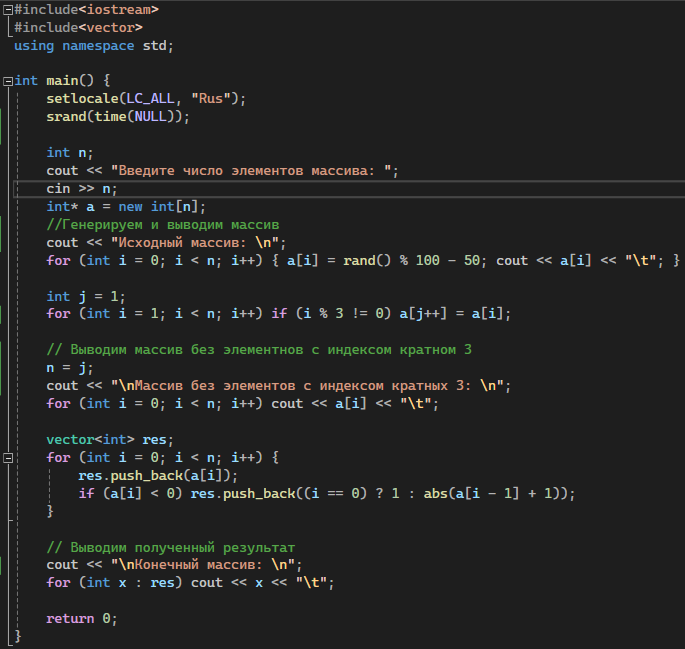 #include<iostream>
#include<vector>
using namespace std;
int main() {
setlocale(LC_ALL, "Rus");
srand(time(NULL));
int n;
cout << "Введите число элементов массива: ";
cin >> n;
int* a = new int[n];
//Генерируем и выводим массив
cout << "Исходный массив: \n";
for (int i = 0; i < n; i++) { a[i] = rand() % 100 - 50; cout << a[i] << "\t"; }
int j = 1;
for (int i = 1; i < n; i++) if (i % 3 != 0) a[j++] = a[i];
// Выводим массив без элементнов с индексом кратном 3
n = j;
cout << "\nМассив без элементов с индексом кратных 3: \n";
for (int i = 0; i < n; i++) cout << a[i] << "\t";
vector<int> res;
for (int i = 0; i < n; i++) {
res.push_back(a[i]);
if (a[i] < 0) res.push_back((i == 0) ? 1 : abs(a[i - 1] + 1));
}
// Выводим полученный результат
cout << "\nКонечный массив: \n";
for (int x : res) cout << x << "\t";
return 0;
}